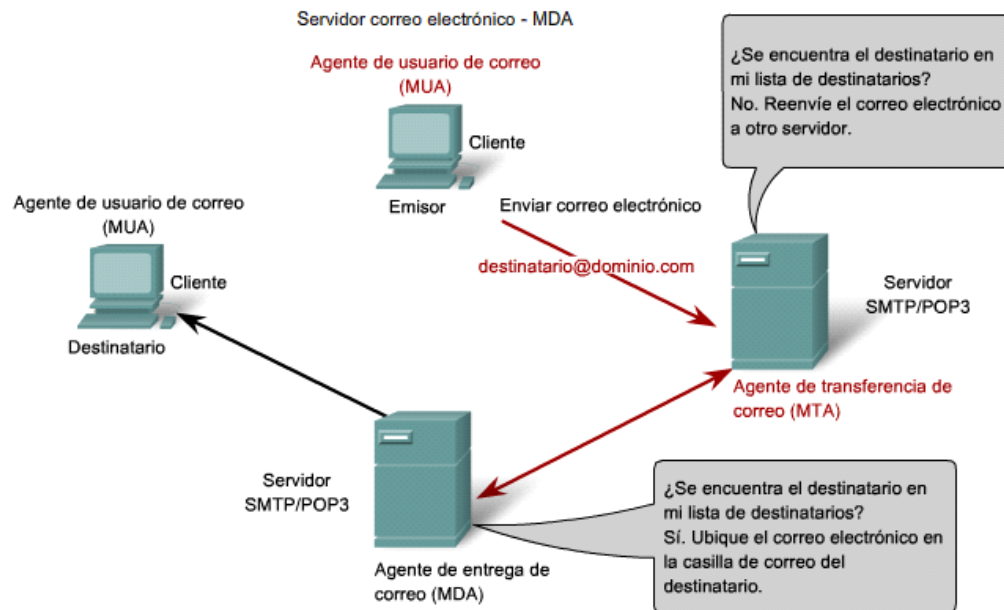 Servidor correo electrónico - MDA
Agente de usuario de correo
(MUA)
Cliente
Emisor
¿Se encuentra el destinatario en
mi lista de destinatarios?
No. Reenvíe el correo electrónico
a otro servidor.
Agente de usuario de correo
(MUA)
Cliente
Destinatario
Enviar correo electrónico
destinatario@dominio.com
Servidor
SMTP/POP3
Agente de transferencia de
correo (MTA)
Servidor
SMTP/POP3
Agente de entrega de
correo (MDA)
¿Se encuentra el destinatario en
mi lista de destinatarios?
Sí. Ubique el correo electrónico en
la casilla de correo del
destinatario.